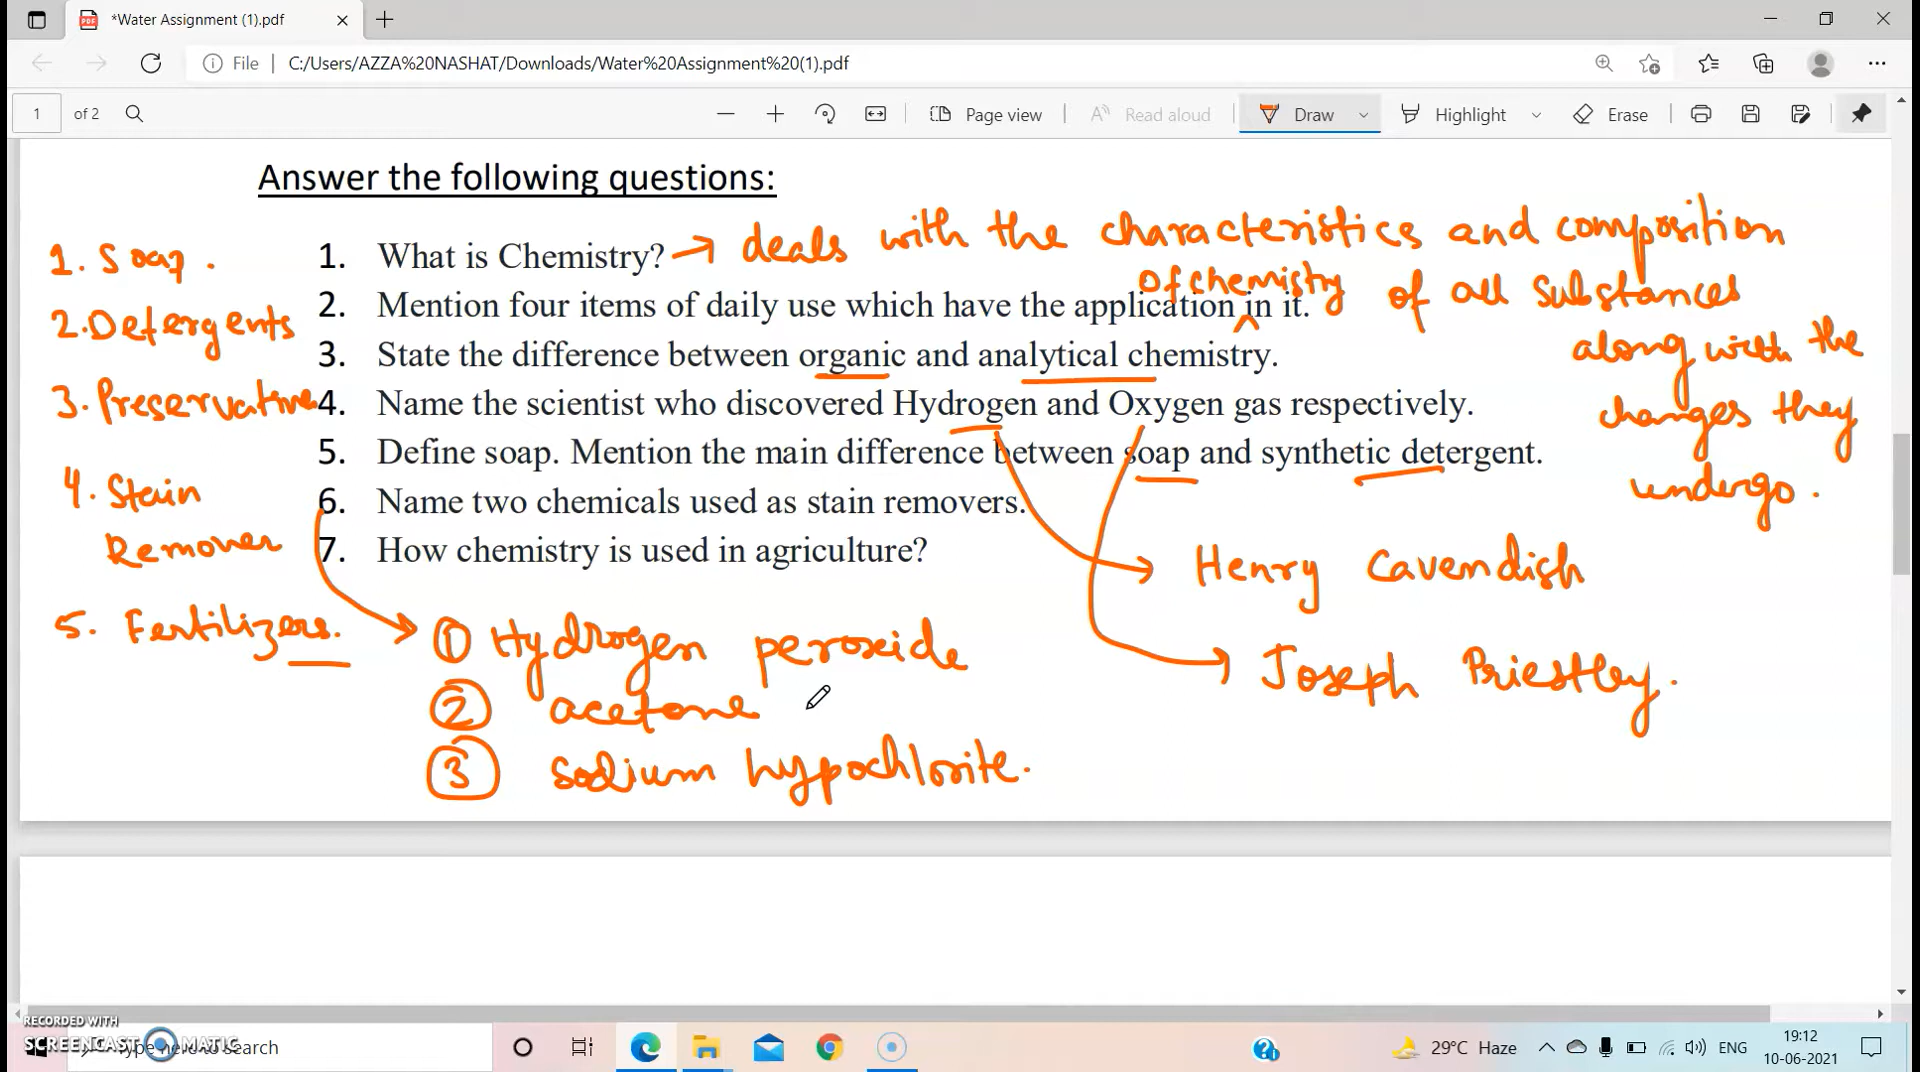 *Water Assignment (1).pdf
File | C:/Users/AZZA%20NASHAT/Downloads/Water%20Assignment%20(1).pdf
1 of 2 Page view Read aloud Draw Highlight Erase
Answer the following questions:
1. What is Chemistry? → deals with the characteristics and composition
of chemistry of all substances
along with the
changes they
undergo.
2. Mention four items of daily use which have the application in it.
3. State the difference between organic and analytical chemistry.
4. Name the scientist who discovered Hydrogen and Oxygen gas respectively.
5. Define soap. Mention the main difference between soap and synthetic detergent.
6. Name two chemicals used as stain removers.
7. How chemistry is used in agriculture?
1. Soap.
2. Detergents
3. Preservative
4. Stain
Remover
5. Fertilizers.
Henry Cavendish
Joseph Priestley.
① Hydrogen peroxide
② acetone
③ sodium hypochlorite.
RECORDED WITH
SCREENCAST MATIC
Type here to search
29°C Haze ENG 19:12
10-06-2021